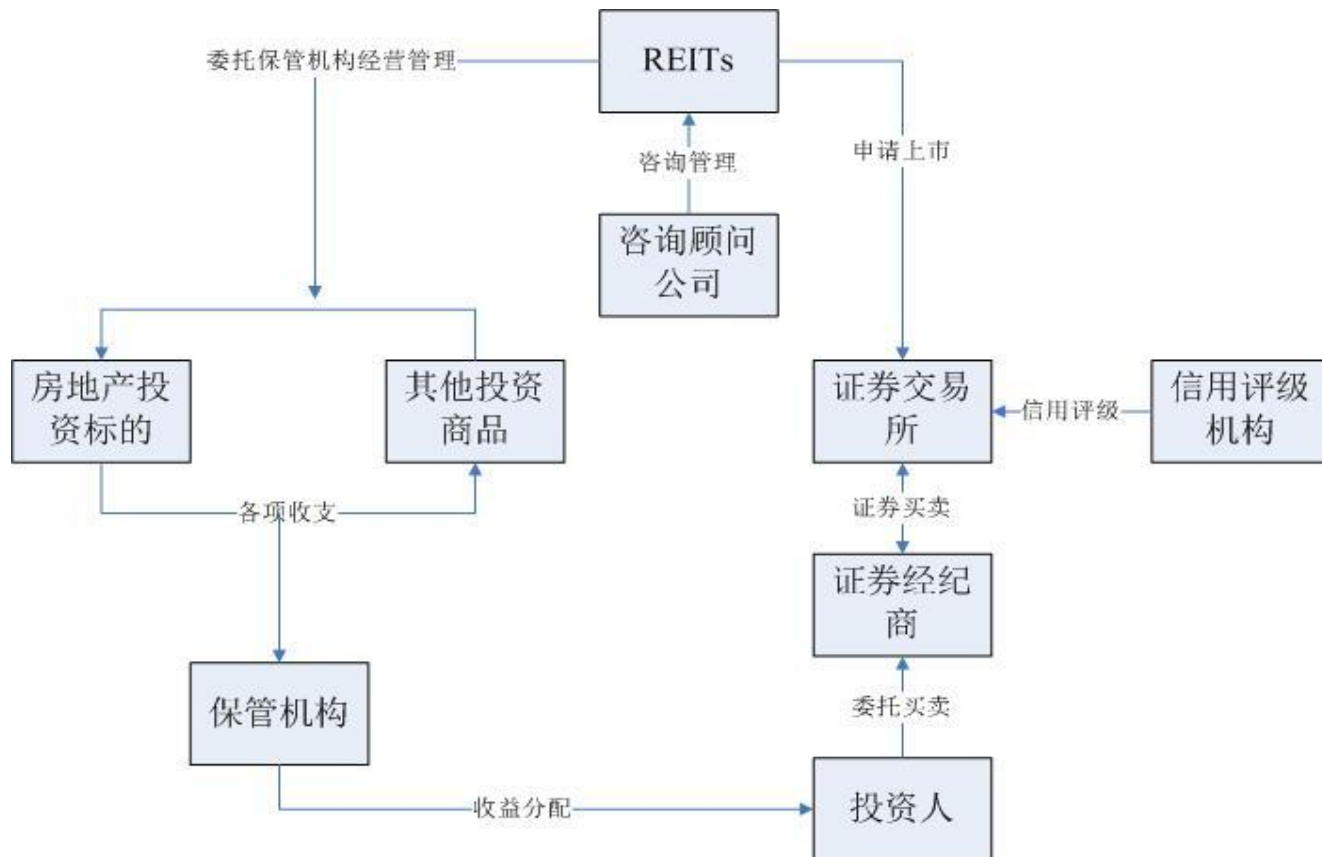 委托保管机构经营管理
REITs
咨询管理
申请上市
咨询顾问
公司
房地产投
资标的
其他投资
商品
证券交易
所
信用评级
信用评级
机构
各项收支
证券买卖
证券经纪
商
保管机构
委托买卖
收益分配
投资人